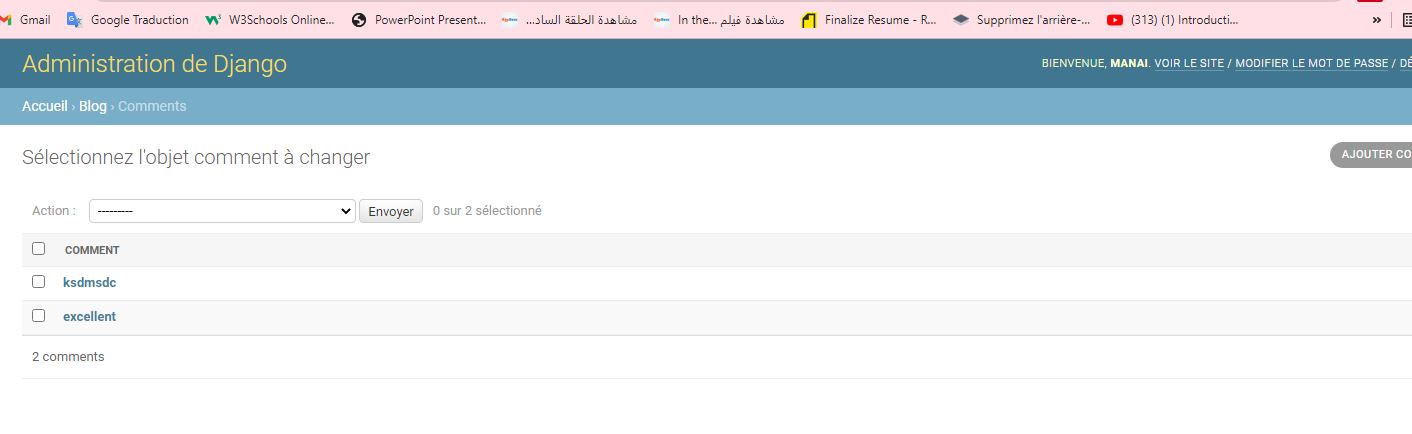 Gmail Google Traduction W3Schools Online... PowerPoint Present... مشاهدة الحلقة الساد... In the... مشاهدة فيلم Finalize Resume - R... Supprimez l'arrière-... (313) (1) Introducti... »
Administration de Django
BIENVENUE, MANAI. VOIR LE SITE / MODIFIER LE MOT DE PASSE / DÉ
Accueil › Blog › Comments
Sélectionnez l'objet comment à changer
AJOUTER CO
Action : --------- Envoyer 0 sur 2 sélectionné
COMMENT
ksdmsdc
excellent
2 comments